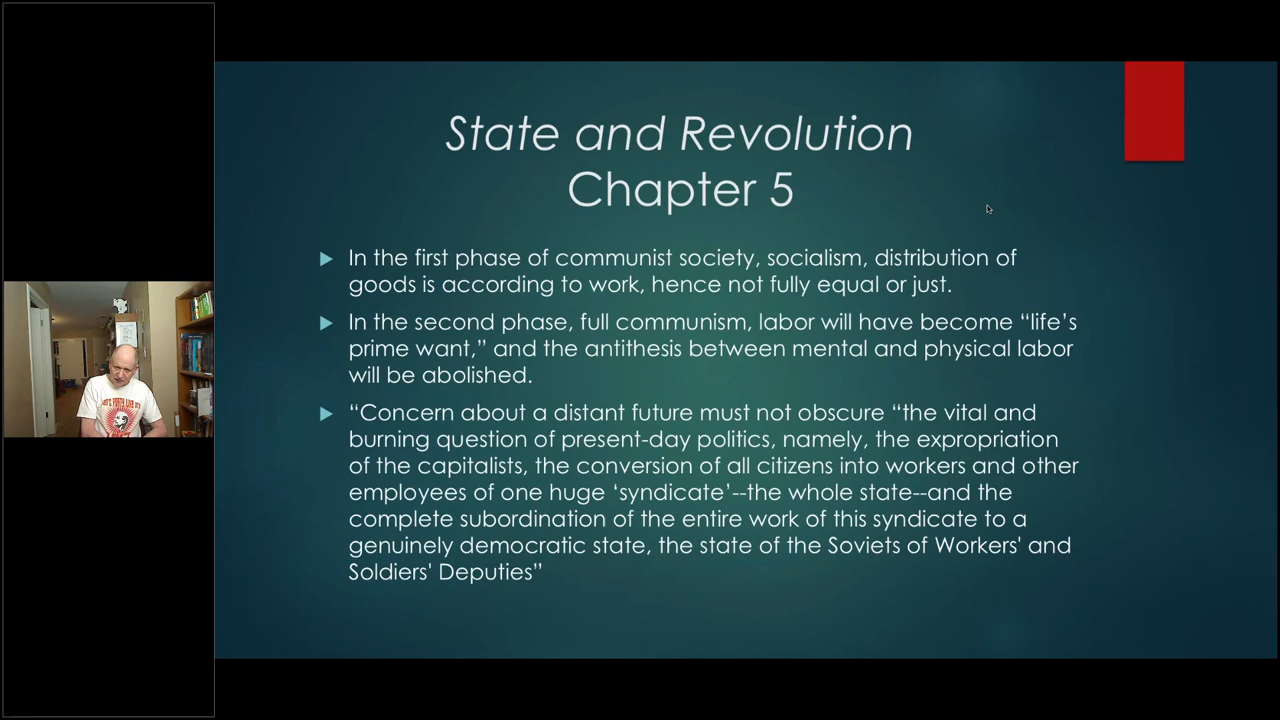 State and Revolution
Chapter 5
In the first phase of communist society, socialism, distribution of
goods is according to work, hence not fully equal or just.
In the second phase, full communism, labor will have become “life’s
prime want,” and the antithesis between mental and physical labor
will be abolished.
“Concern about a distant future must not obscure “the vital and
burning question of present-day politics, namely, the expropriation
of the capitalists, the conversion of all citizens into workers and other
employees of one huge ‘syndicate’--the whole state--and the
complete subordination of the entire work of this syndicate to a
genuinely democratic state, the state of the Soviets of Workers' and
Soldiers' Deputies”